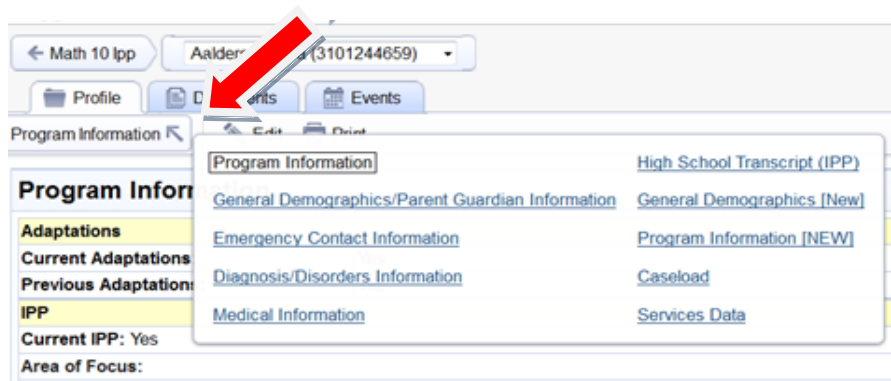 Math 10 Ipp (3101244659)
Profile Events
Program Information Edit Print
Program Information High School Transcript (IPP)
Program
General Demographics/Parent Guardian Information General Demographics [New]
Adaptations
Emergency Contact Information Program Information [NEW]
Current Adaptations
Diagnosis/Disorders Information Caseload
Previous Adaptations
IPP
Medical Information Services Data
Current IPP: Yes
Area of Focus: